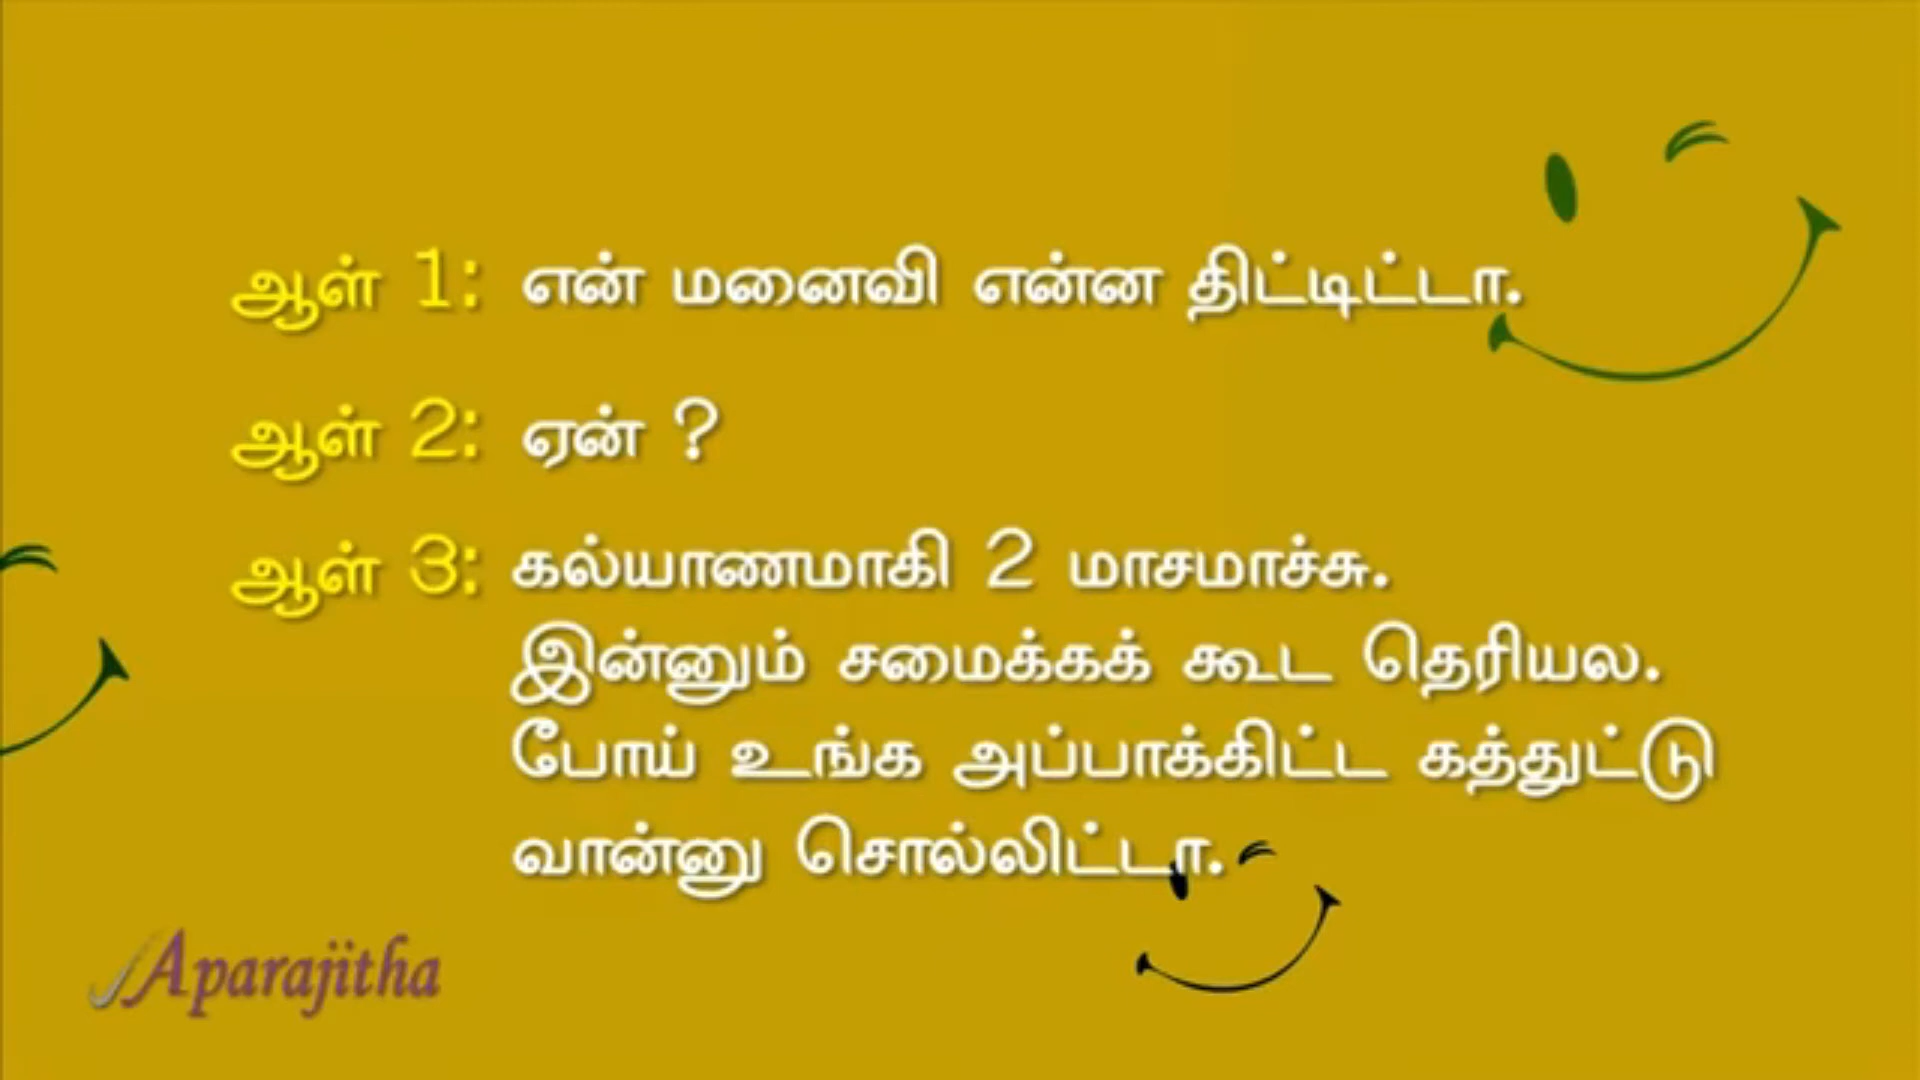 ஆள் 1: என் மனைவி என்ன திட்டிட்டா.
ஆள் 2: ஏன் ?
ஆள் 3: கல்யாணமாகி 2 மாசமாச்சு.
இன்னும் சமைக்கக் கூட தெரியல.
போய் உங்க அப்பாக்கிட்ட கத்துட்டு
வான்னு சொல்லிட்டா.
Aparajitha